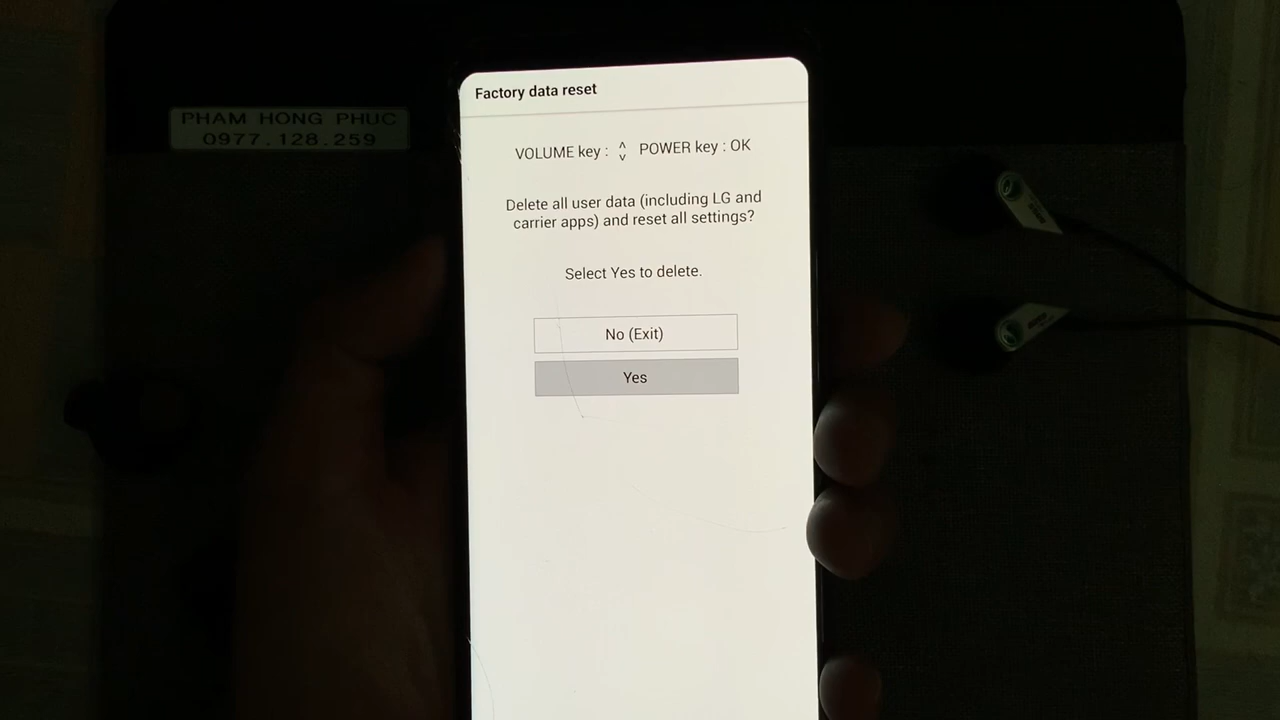 PHAM HONG PHUC
0977.128.259
Factory data reset
VOLUME key : POWER key : OK
Delete all user data (including LG and
carrier apps) and reset all settings?
Select Yes to delete.
No (Exit)
Yes